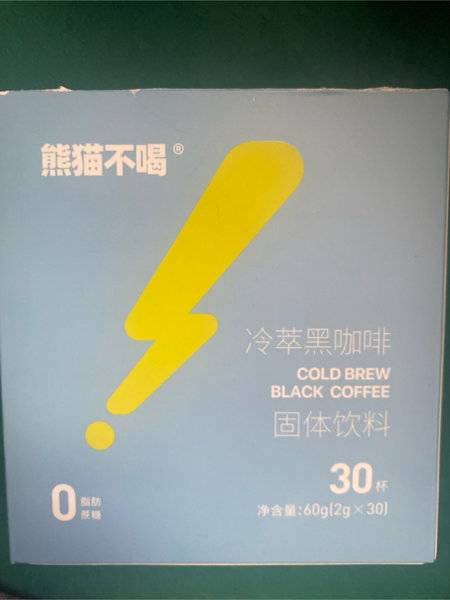 熊猫不喝®
冷萃黑咖啡
COLD BREW
BLACK COFFEE
固体饮料
30杯
净含量:60g(2g×30)
0 脂肪
蔗糖